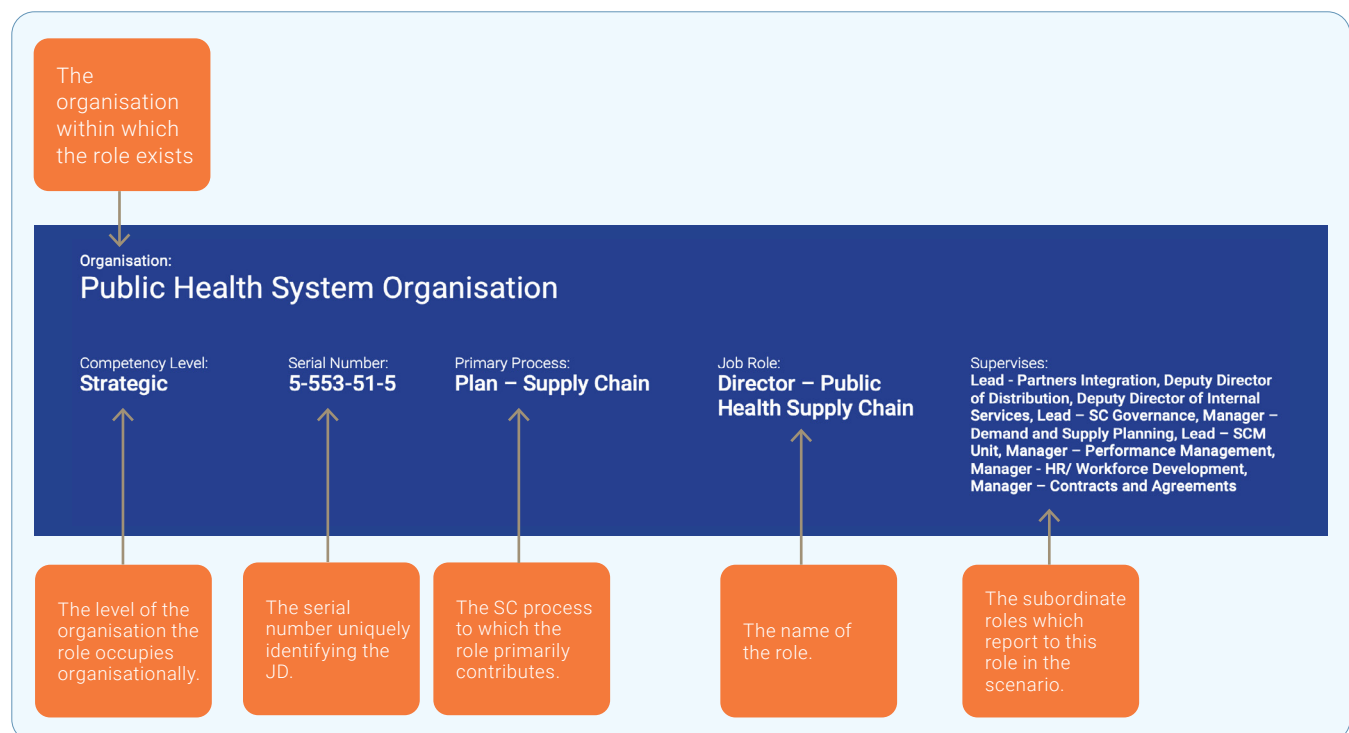 The
organisation
within which
the role exists
Organisation:
Public Health System Organisation
Competency Level:
Strategic
Serial Number:
5-553-51-5
Primary Process:
Plan – Supply Chain
Job Role:
Director – Public
Health Supply Chain
Supervises:
Lead - Partners Integration, Deputy Director
of Distribution, Deputy Director of Internal
Services, Lead – SC Governance, Manager –
Demand and Supply Planning, Lead – SCM
Unit, Manager – Performance Management,
Manager - HR/ Workforce Development,
Manager – Contracts and Agreements
The level of the
organisation the
role occupies
organisationally.
The serial
number uniquely
identifying the
JD.
The SC process
to which the
role primarily
contributes.
The name of
the role.
The subordinate
roles which
report to this
role in the
scenario.